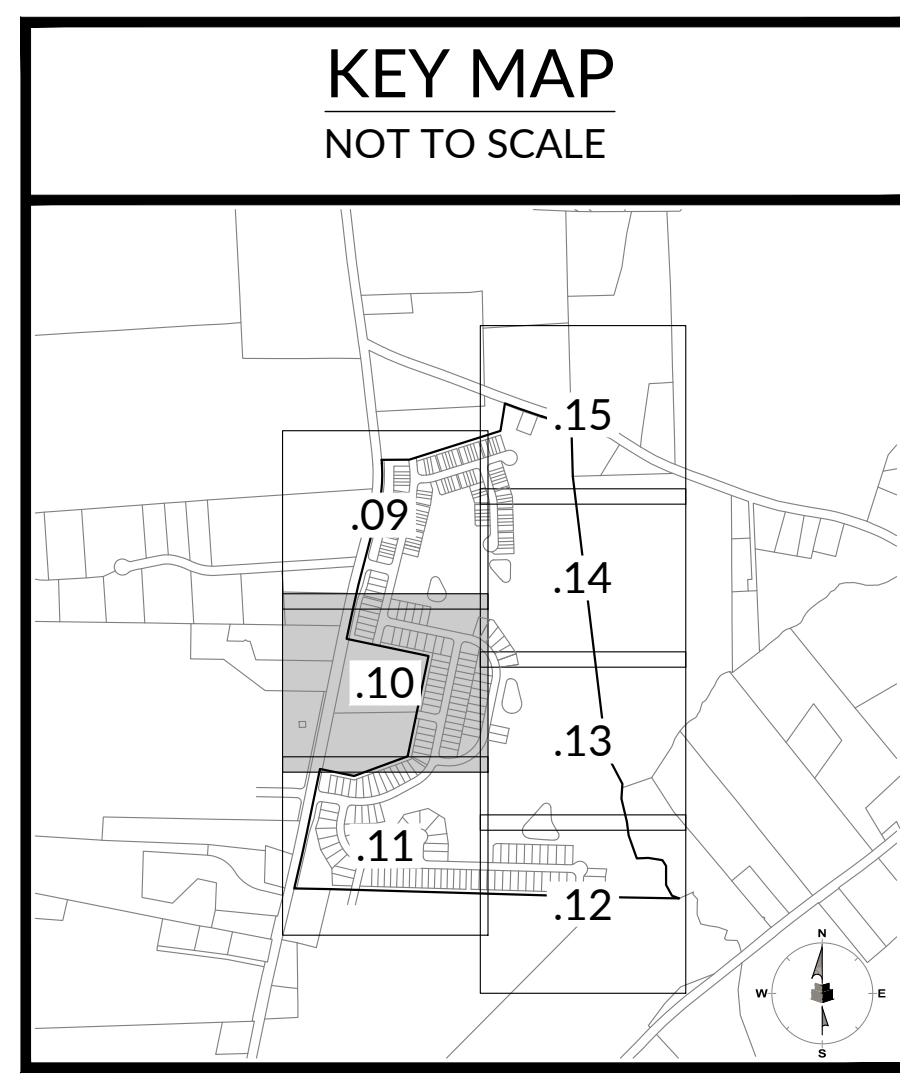 KEY MAP
NOT TO SCALE
.15
.09
.14
.10
.13
.11
.12
N
W E
S